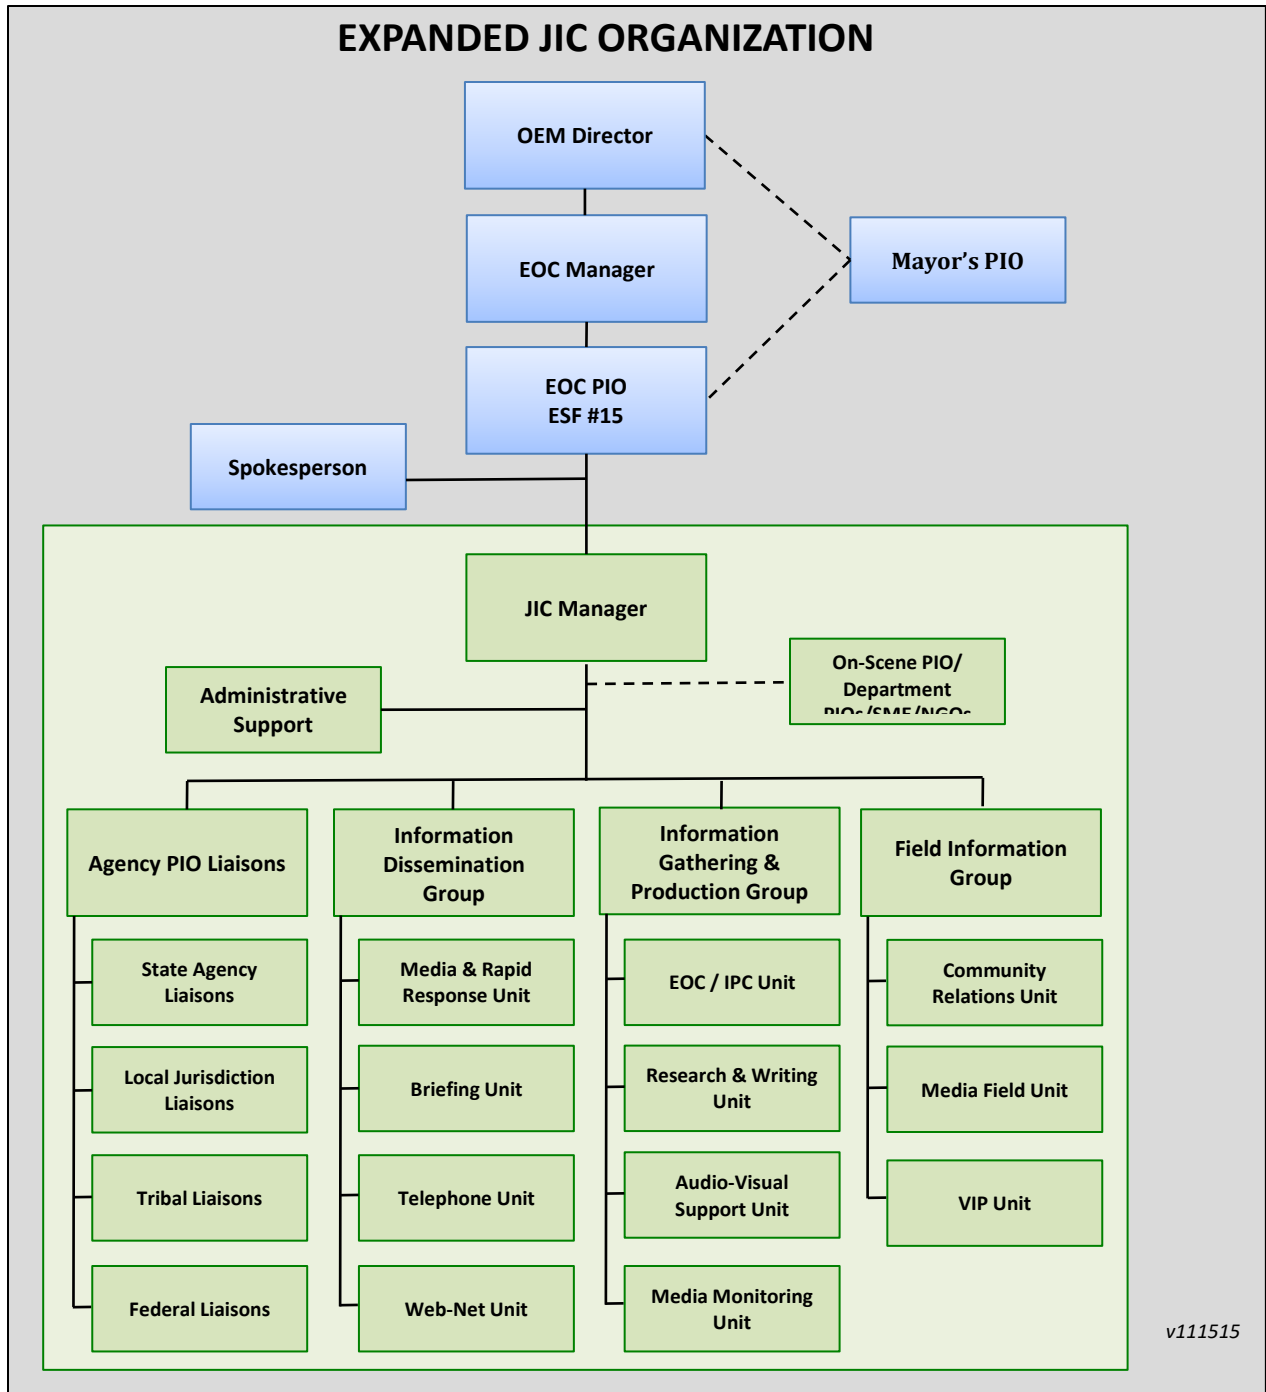 EXPANDED JIC ORGANIZATION
OEM Director
EOC Manager
Mayor's PIO
EOC PIO
ESF #15
Spokesperson
JIC Manager
On-Scene PIO/
Department
PIOs/SME/NGOs
Administrative
Support
Agency PIO Liaisons
Information
Dissemination
Group
Information
Gathering &
Production Group
Field Information
Group
State Agency
Liaisons
Media & Rapid
Response Unit
EOC / IPC Unit
Community
Relations Unit
Local Jurisdiction
Liaisons
Briefing Unit
Research & Writing
Unit
Media Field Unit
Tribal Liaisons
Telephone Unit
Audio-Visual
Support Unit
VIP Unit
Federal Liaisons
Web-Net Unit
Media Monitoring
Unit
v111515